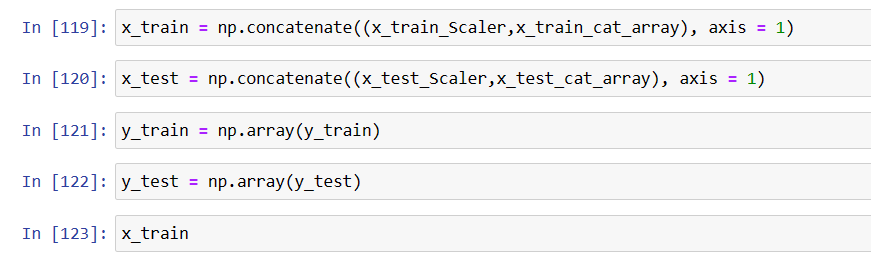 In [119]: x_train = np.concatenate((x_train_Scaler,x_train_cat_array), axis = 1)
In [120]: x_test = np.concatenate((x_test_Scaler,x_test_cat_array), axis = 1)
In [121]: y_train = np.array(y_train)
In [122]: y_test = np.array(y_test)
In [123]: x_train